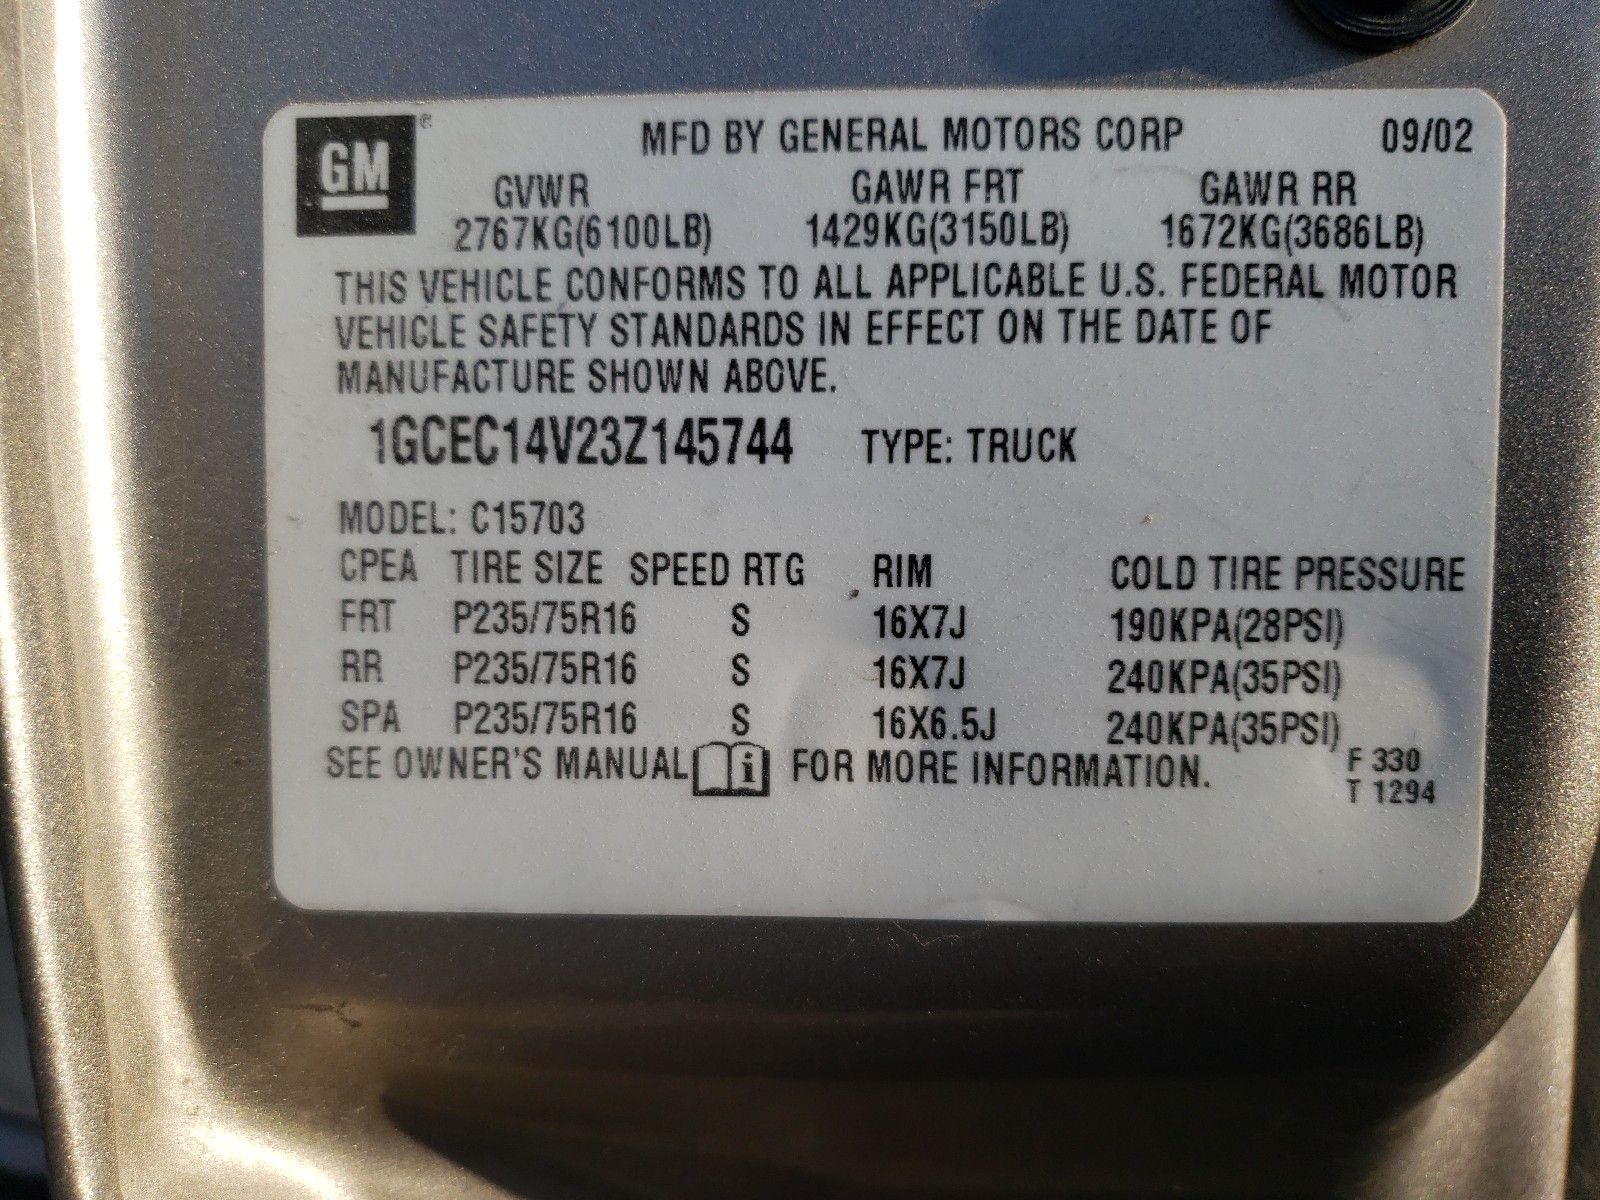 GM ® MFD BY GENERAL MOTORS CORP 09/02
GVWR GAWR FRT GAWR RR
2767KG(6100LB) 1429KG(3150LB) 1672KG(3686LB)
THIS VEHICLE CONFORMS TO ALL APPLICABLE U.S. FEDERAL MOTOR
VEHICLE SAFETY STANDARDS IN EFFECT ON THE DATE OF
MANUFACTURE SHOWN ABOVE.
1GCEC14V23Z145744 TYPE: TRUCK
MODEL: C15703
CPEA TIRE SIZE SPEED RTG RIM COLD TIRE PRESSURE
FRT P235/75R16 S 16X7J 190KPA(28PSI)
RR P235/75R16 S 16X7J 240KPA(35PSI)
SPA P235/75R16 S 16X6.5J 240KPA(35PSI)
SEE OWNER'S MANUAL i FOR MORE INFORMATION. F 330
T 1294